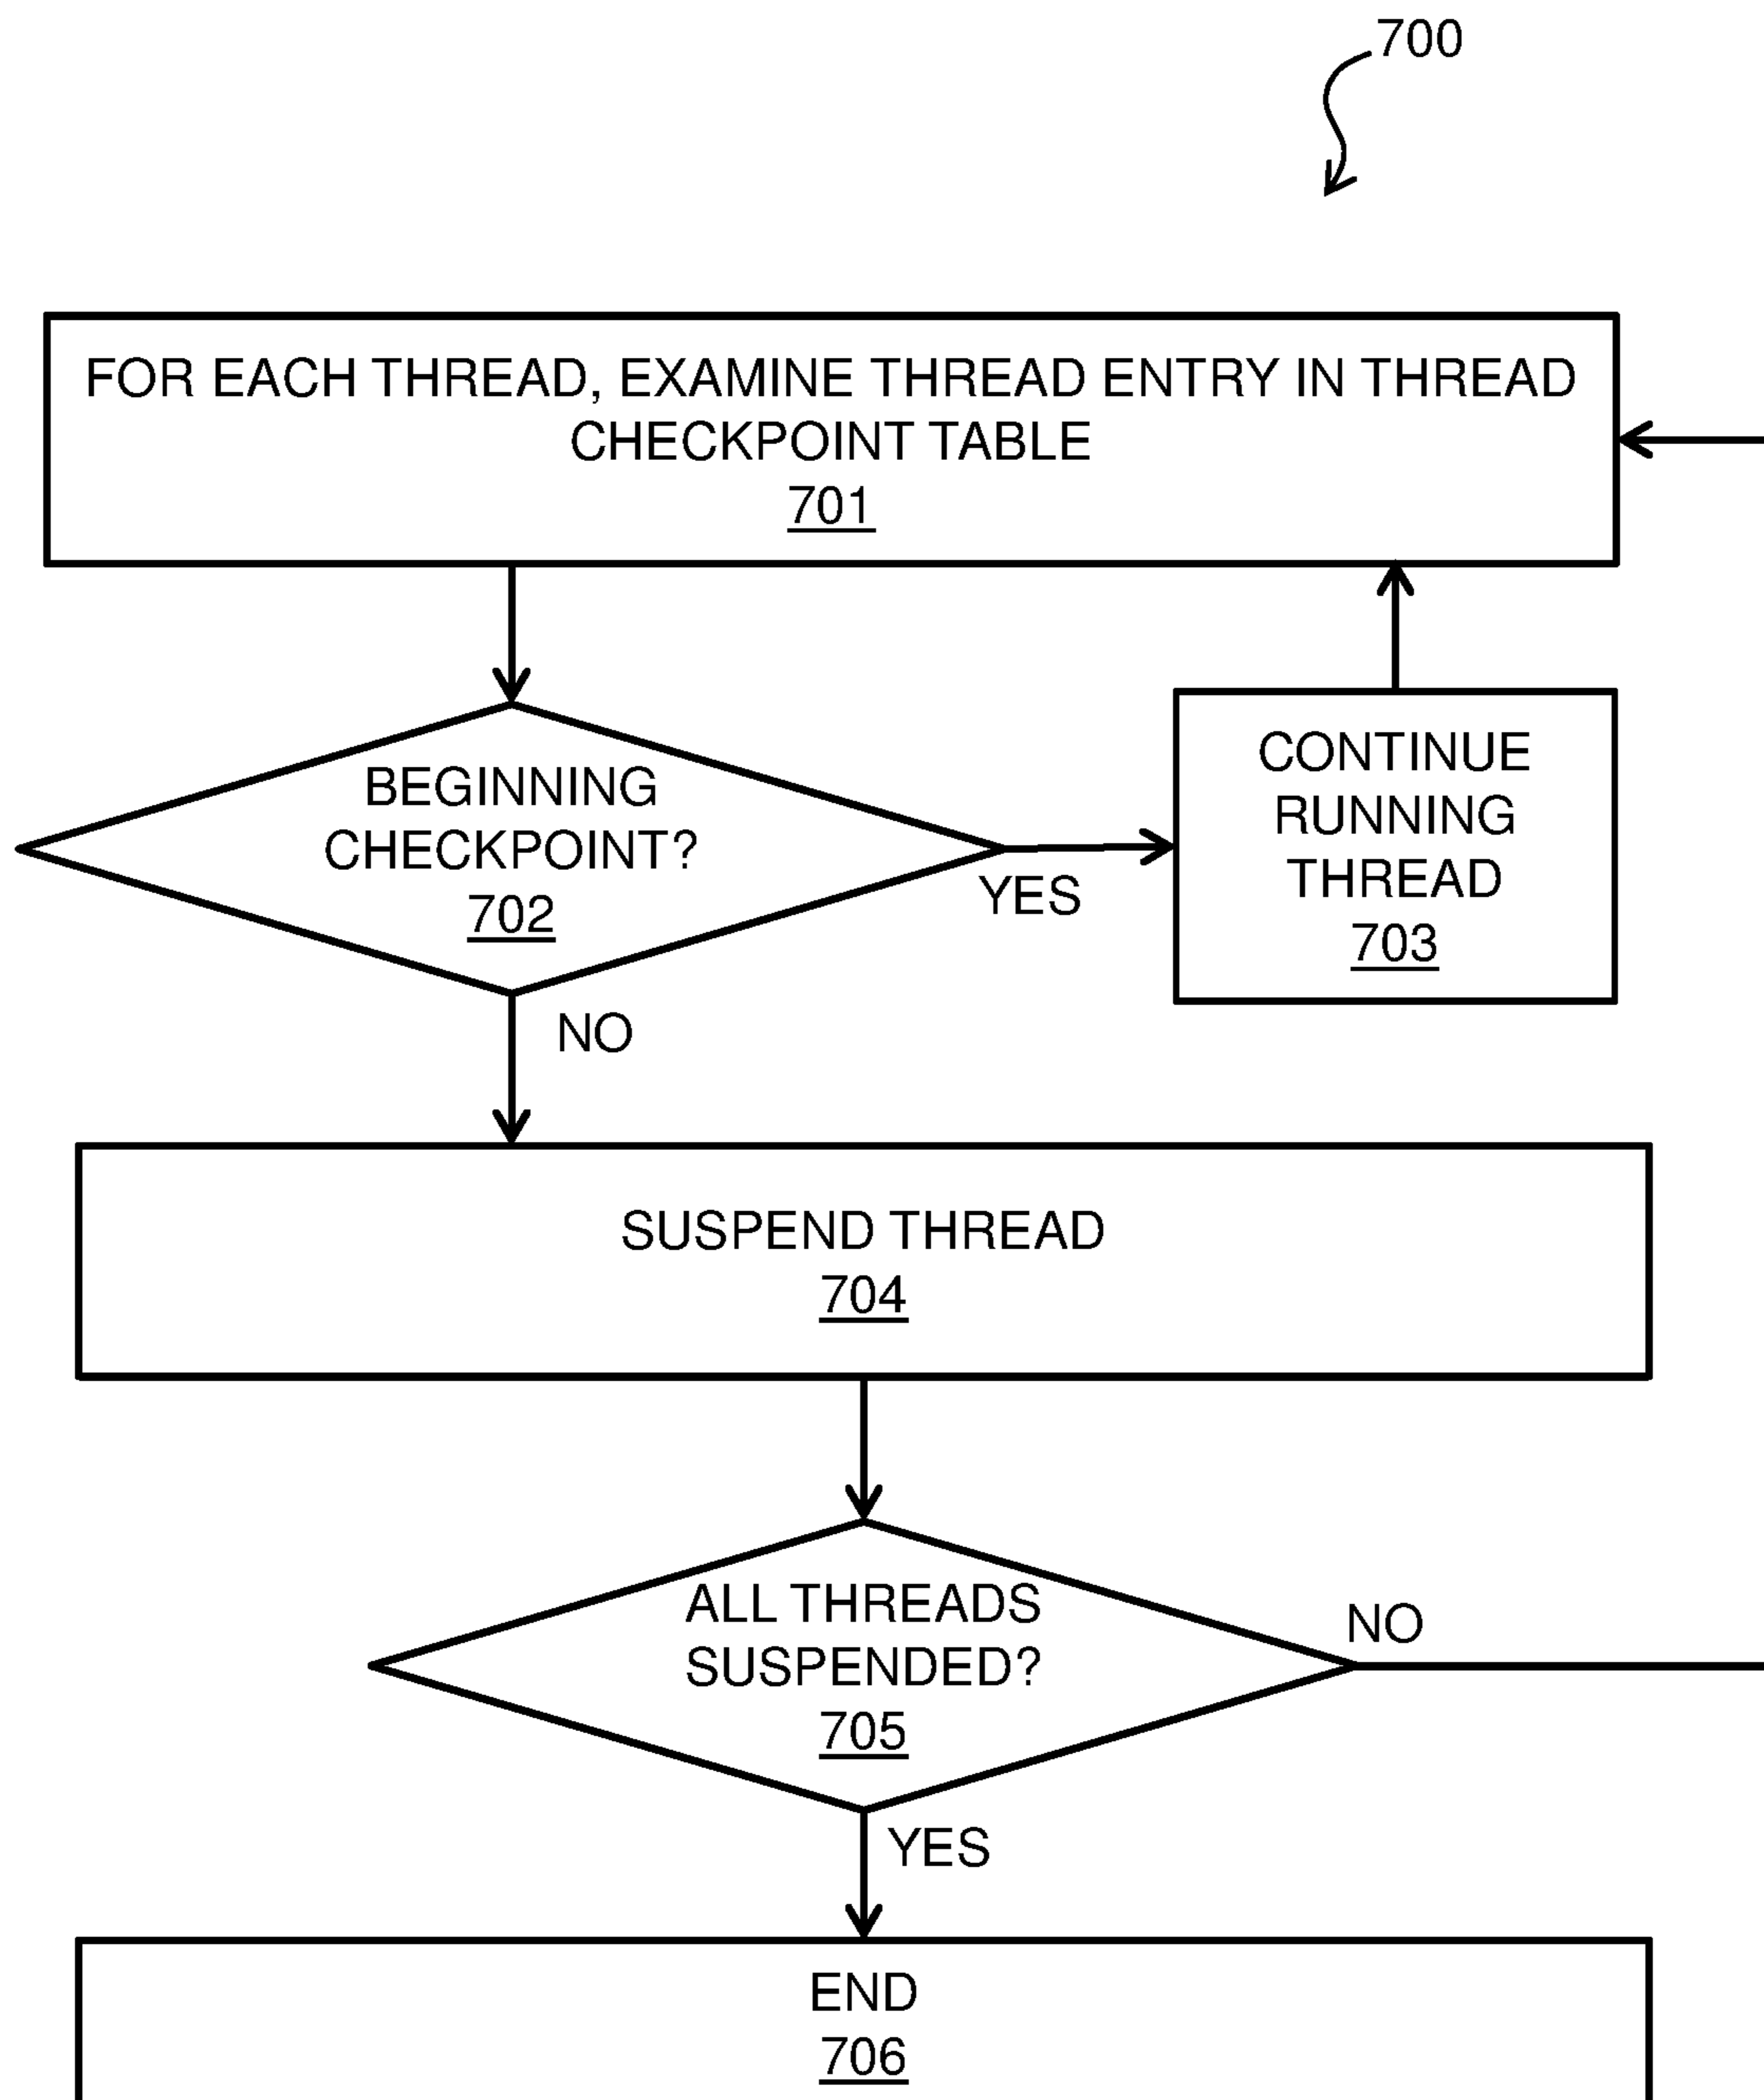 700
FOR EACH THREAD, EXAMINE THREAD ENTRY IN THREAD
CHECKPOINT TABLE
701
BEGINNING
CHECKPOINT?
702
YES
CONTINUE
RUNNING
THREAD
703
NO
SUSPEND THREAD
704
ALL THREADS
SUSPENDED?
705
NO
YES
END
706